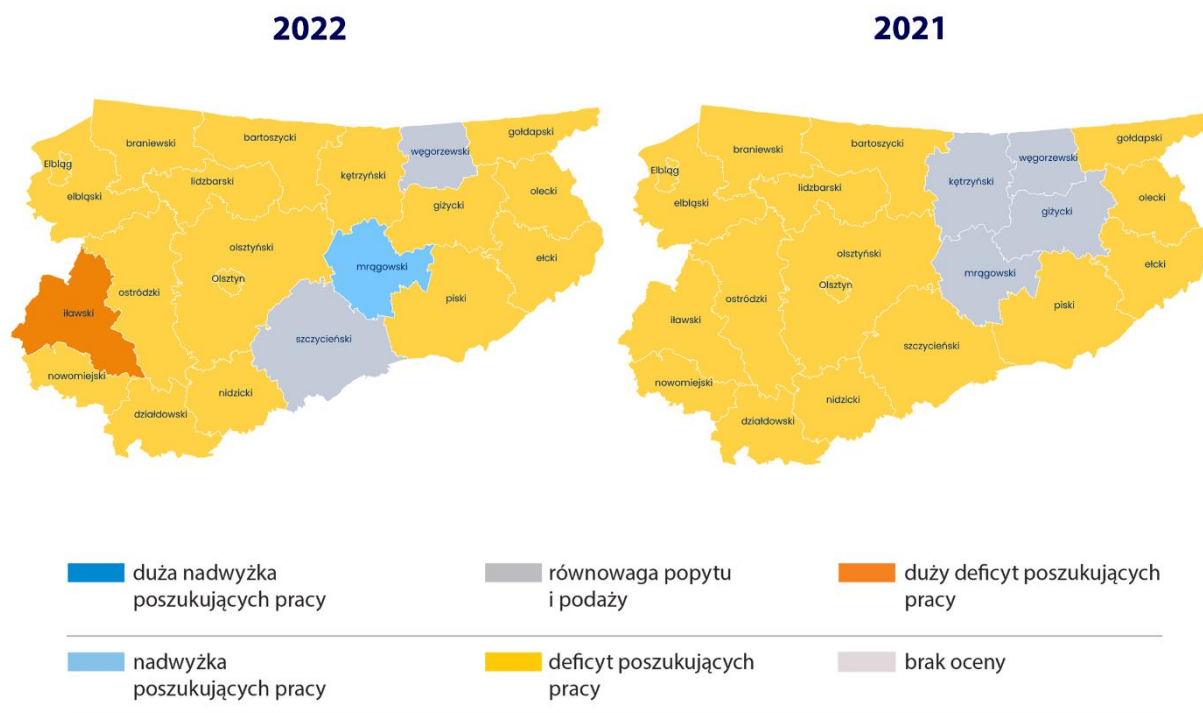 2022
2021
gołdapski
bartoszycki
braniewski
węgorzewski
Elbląg
kętrzyński
lidzbarski
olecki
elbląski
giżycki
olsztyński
ełcki
mrągowski
Olsztyn
ostródzki
iławski
piski
szczycieński
nowomiejski
nidzicki
działdowski
gołdapski
bartoszycki
braniewski
węgorzewski
Elbląg
kętrzyński
lidzbarski
olecki
elbląski
giżycki
olsztyński
ełcki
mrągowski
Olsztyn
ostródzki
piski
iławski
szczycieński
nowomiejski
nidzicki
działdowski
duża nadwyżka
poszukujących pracy
równowaga popytu
i podaży
duży deficyt poszukujących
pracy
nadwyżka
poszukujących pracy
deficyt poszukujących
pracy
brak oceny